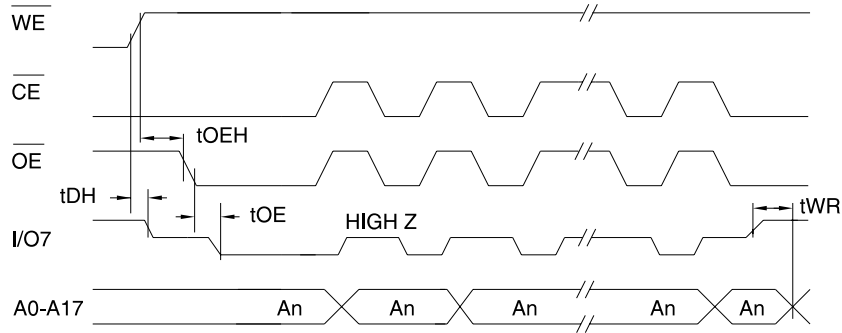 WE
CE
tOEH
OE
tDH
tOE
HIGH Z
tWR
I/O7
A0-A17 An An An An An